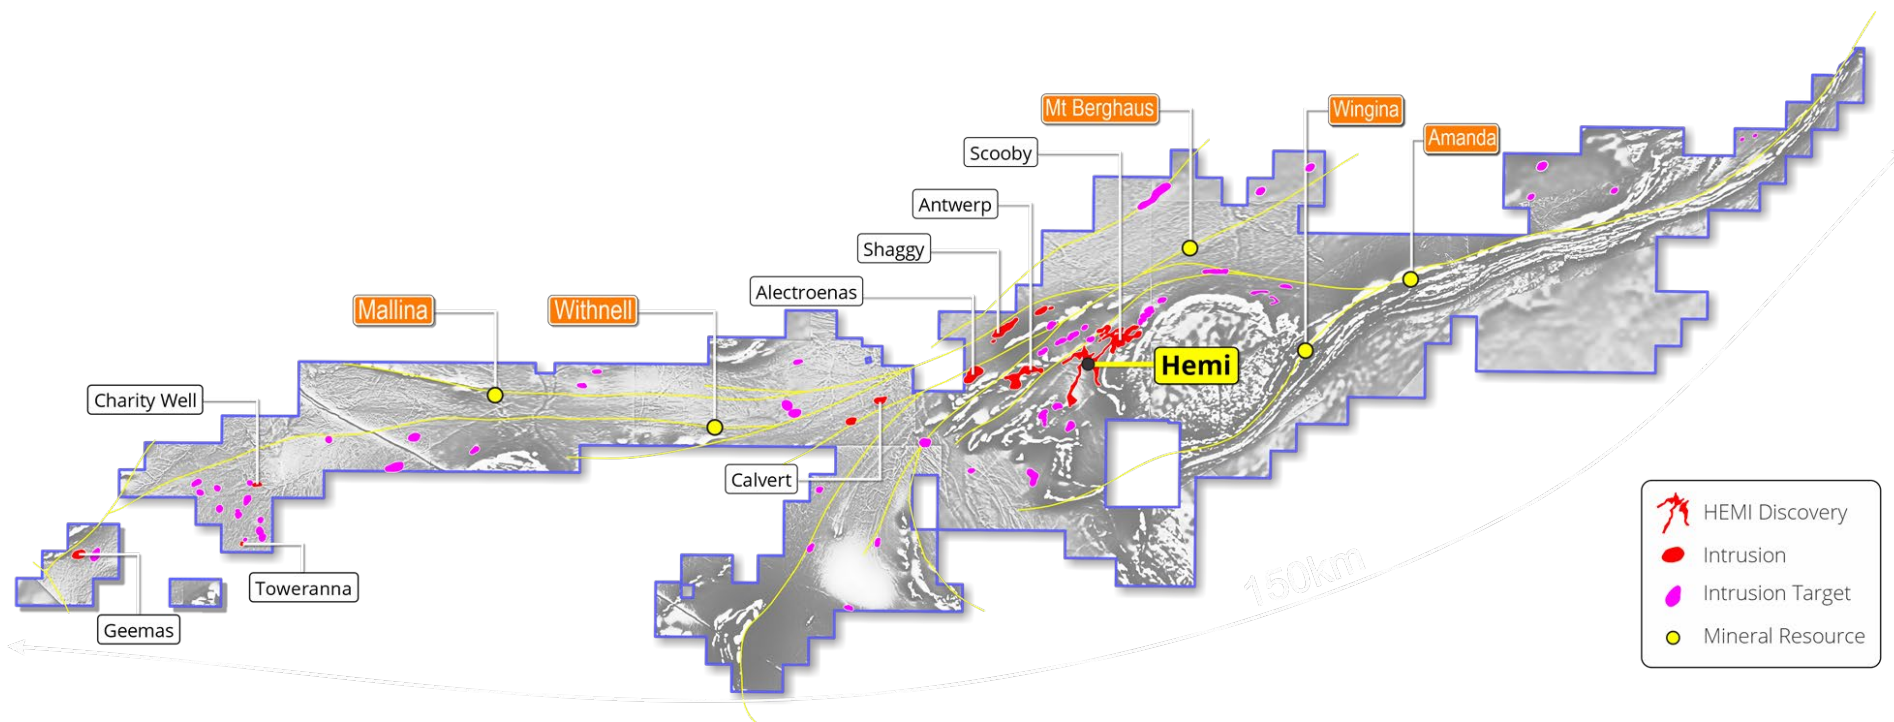 Mt Berghaus
Wingina
Amanda
Scooby
Antwerp
Shaggy
Alectroenas
Mallina
Withnell
Hemi
Charity Well
Calvert
Toweranna
Geemas
150km
HEMI Discovery
Intrusion
Intrusion Target
Mineral Resource